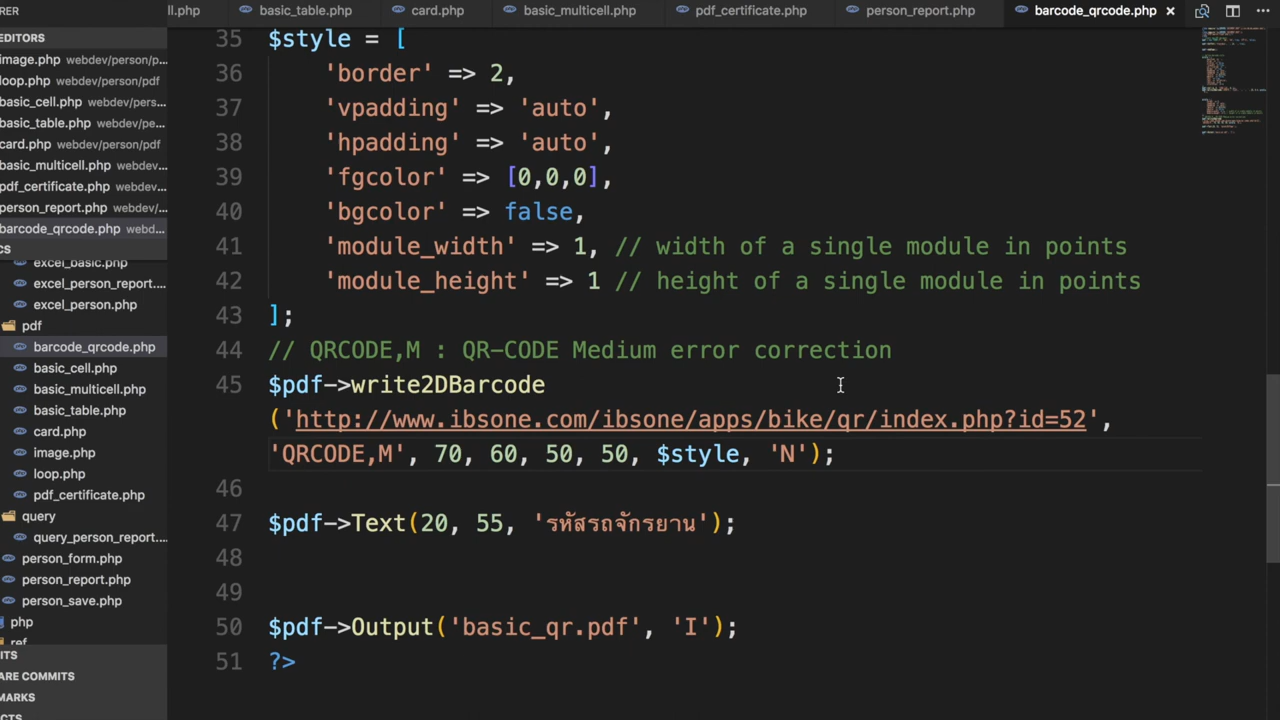 ll.php basic_table.php card.php basic_multicell.php pdf_certificate.php person_report.php barcode_qrcode.php ×
RER
EDITORS
image.php webdev/person/p...
loop.php webdev/person/pdf
basic_cell.php webdev/pers...
basic_table.php webdev/pe...
card.php webdev/person/pdf
basic_multicell.php webdev/...
pdf_certificate.php webdev...
person_report.php webdev/...
barcode_qrcode.php webd...
CS
excel_basic.php
excel_person_report....
excel_person.php
pdf
barcode_qrcode.php
basic_cell.php
basic_multicell.php
basic_table.php
card.php
image.php
loop.php
pdf_certificate.php
query
query_person_report....
person_form.php
person_report.php
person_save.php
php
ref
ITS
ARE COMMITS
MARKS
CTS
35 $style = [
36 'border' => 2,
37 'vpadding' => 'auto',
38 'hpadding' => 'auto',
39 'fgcolor' => [0,0,0],
40 'bgcolor' => false,
41 'module_width' => 1, // width of a single module in points
42 'module_height' => 1 // height of a single module in points
43 ];
44 // QRCODE,M : QR-CODE Medium error correction
45 $pdf->write2DBarcode
('http://www.ibsone.com/ibsone/apps/bike/qr/index.php?id=52',
'QRCODE,M', 70, 60, 50, 50, $style, 'N');
46
47 $pdf->Text(20, 55, 'รหัสรถจักรยาน');
48
49
50 $pdf->Output('basic_qr.pdf', 'I');
51 ?>